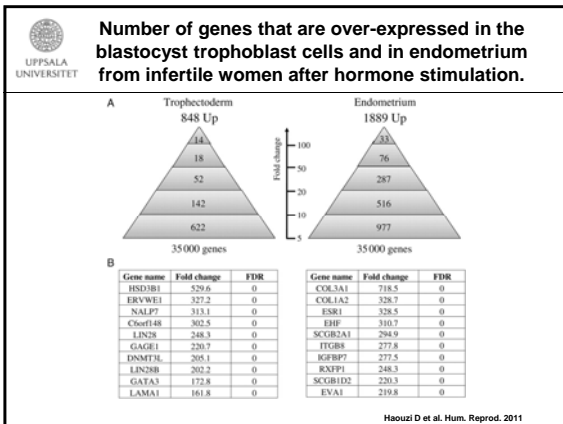 UPPSALA
UNIVERSITET
Number of genes that are over-expressed in the
blastocyst trophoblast cells and in endometrium
from infertile women after hormone stimulation.
A
Trophectoderm
848 Up
14
18
52
142
622
35000 genes
Fold change
100
50
20
10
5
Endometrium
1889 Up
33
76
287
516
977
35000 genes
B
Gene name Fold change FDR
HSD3B1 529.6 0
ERVWE1 327.2 0
NALP7 313.1 0
C6orf148 302.5 0
LIN28 248.3 0
GAGE1 220.7 0
DNMT3L 205.1 0
LIN28B 202.2 0
GATA3 172.8 0
LAMA1 161.8 0
Gene name Fold change FDR
COL3A1 718.5 0
COL1A2 328.7 0
ESR1 328.5 0
EHF 310.7 0
SCGB2A1 294.9 0
ITGB8 277.8 0
IGFBP7 277.5 0
RXFP1 248.3 0
SCGB1D2 220.3 0
EVA1 219.8 0
Haouzi D et al. Hum. Reprod. 2011